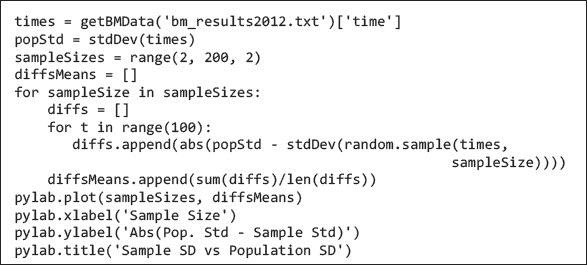 times = getBMData('bm_results2012.txt')['time']
popStd = stdDev(times)
sampleSizes = range(2, 200, 2)
diffsMeans = []
for sampleSize in sampleSizes:
    diffs = []
    for t in range(100):
        diffs.append(abs(popStd - stdDev(random.sample(times,
                                                       sampleSize))))
    diffsMeans.append(sum(diffs)/len(diffs))
pylab.plot(sampleSizes, diffsMeans)
pylab.xlabel('Sample Size')
pylab.ylabel('Abs(Pop. Std - Sample Std)')
pylab.title('Sample SD vs Population SD')